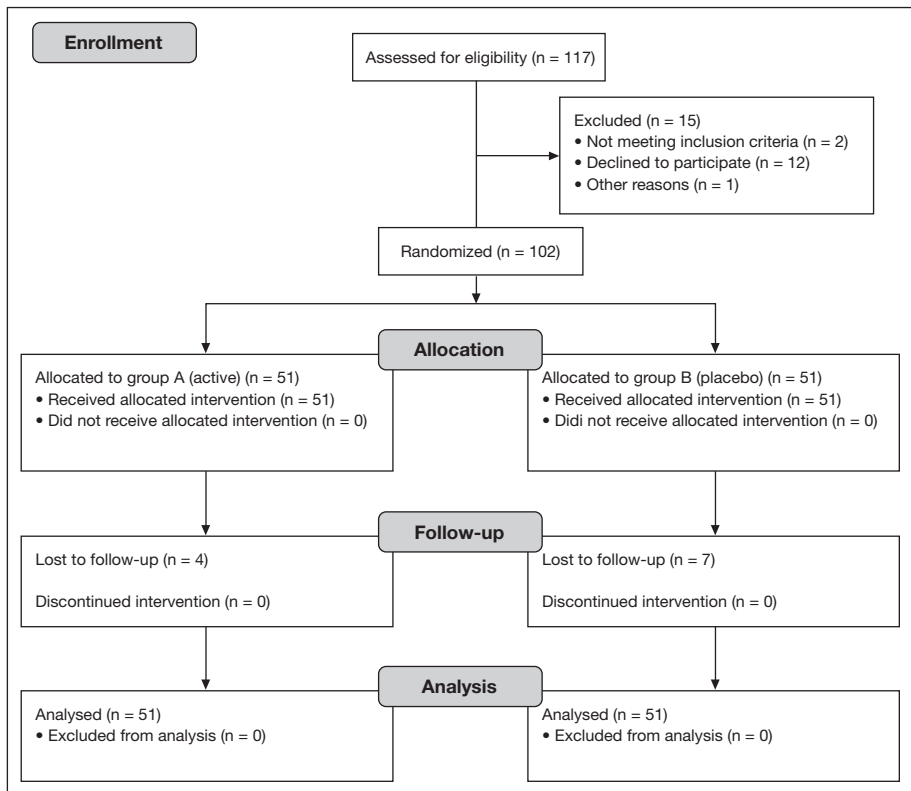 Enrollment
Assessed for eligibility (n = 117)
Excluded (n = 15)
• Not meeting inclusion criteria (n = 2)
• Declined to participate (n = 12)
• Other reasons (n = 1)
Randomized (n = 102)
Allocation
Allocated to group A (active) (n = 51)
• Received allocated intervention (n = 51)
• Did not receive allocated intervention (n = 0)
Allocated to group B (placebo) (n = 51)
• Received allocated intervention (n = 51)
• Didi not receive allocated intervention (n = 0)
Follow-up
Lost to follow-up (n = 4)
Discontinued intervention (n = 0)
Lost to follow-up (n = 7)
Discontinued intervention (n = 0)
Analysis
Analysed (n = 51)
• Excluded from analysis (n = 0)
Analysed (n = 51)
• Excluded from analysis (n = 0)